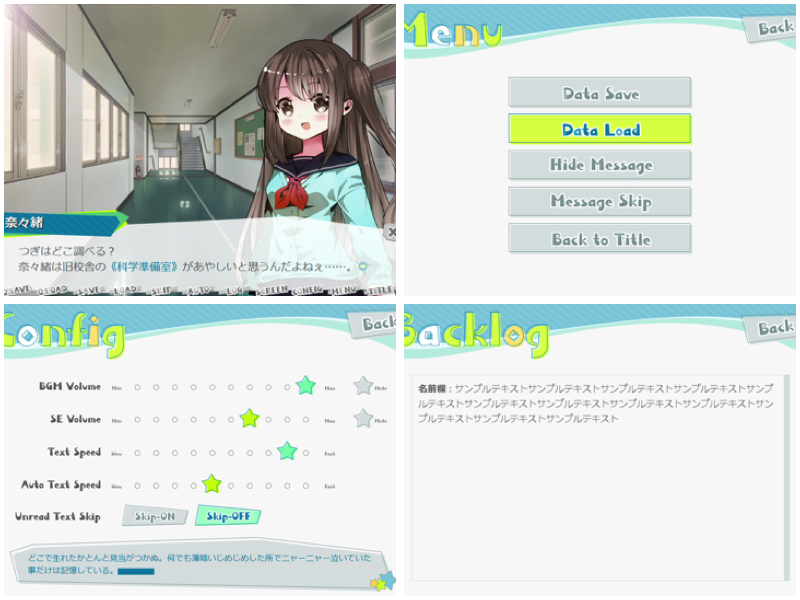 奈々緒
つぎはどこ調べる？
奈々緒は旧校舎の《科学準備室》があやしいと思うんだよねぇ……。
Q.SAVE Q.LOAD SAVE LOAD SKIP AUTO LOG SCREEN CONFIG MENU TITLE
Menu
Back
Data Save
Data Load
Hide Message
Message Skip
Back to Title
Config
Back
BGM Volume Min Max Mute
SE Volume Min Max Mute
Text Speed Slow Fast
Auto Text Speed Slow Fast
Unread Text Skip Skip-ON Skip-OFF
どこで生れたかとんと見当がつかぬ。何でも薄暗いじめじめした所でニャーニャー泣いていた
事だけは記憶している。
Backlog
Back
名前欄：サンプルテキストサンプルテキストサンプルテキストサンプルテキストサンプ
ルテキストサンプルテキストサンプルテキストサンプルテキストサンプルテキストサン
プルテキストサンプルテキストサンプルテキスト